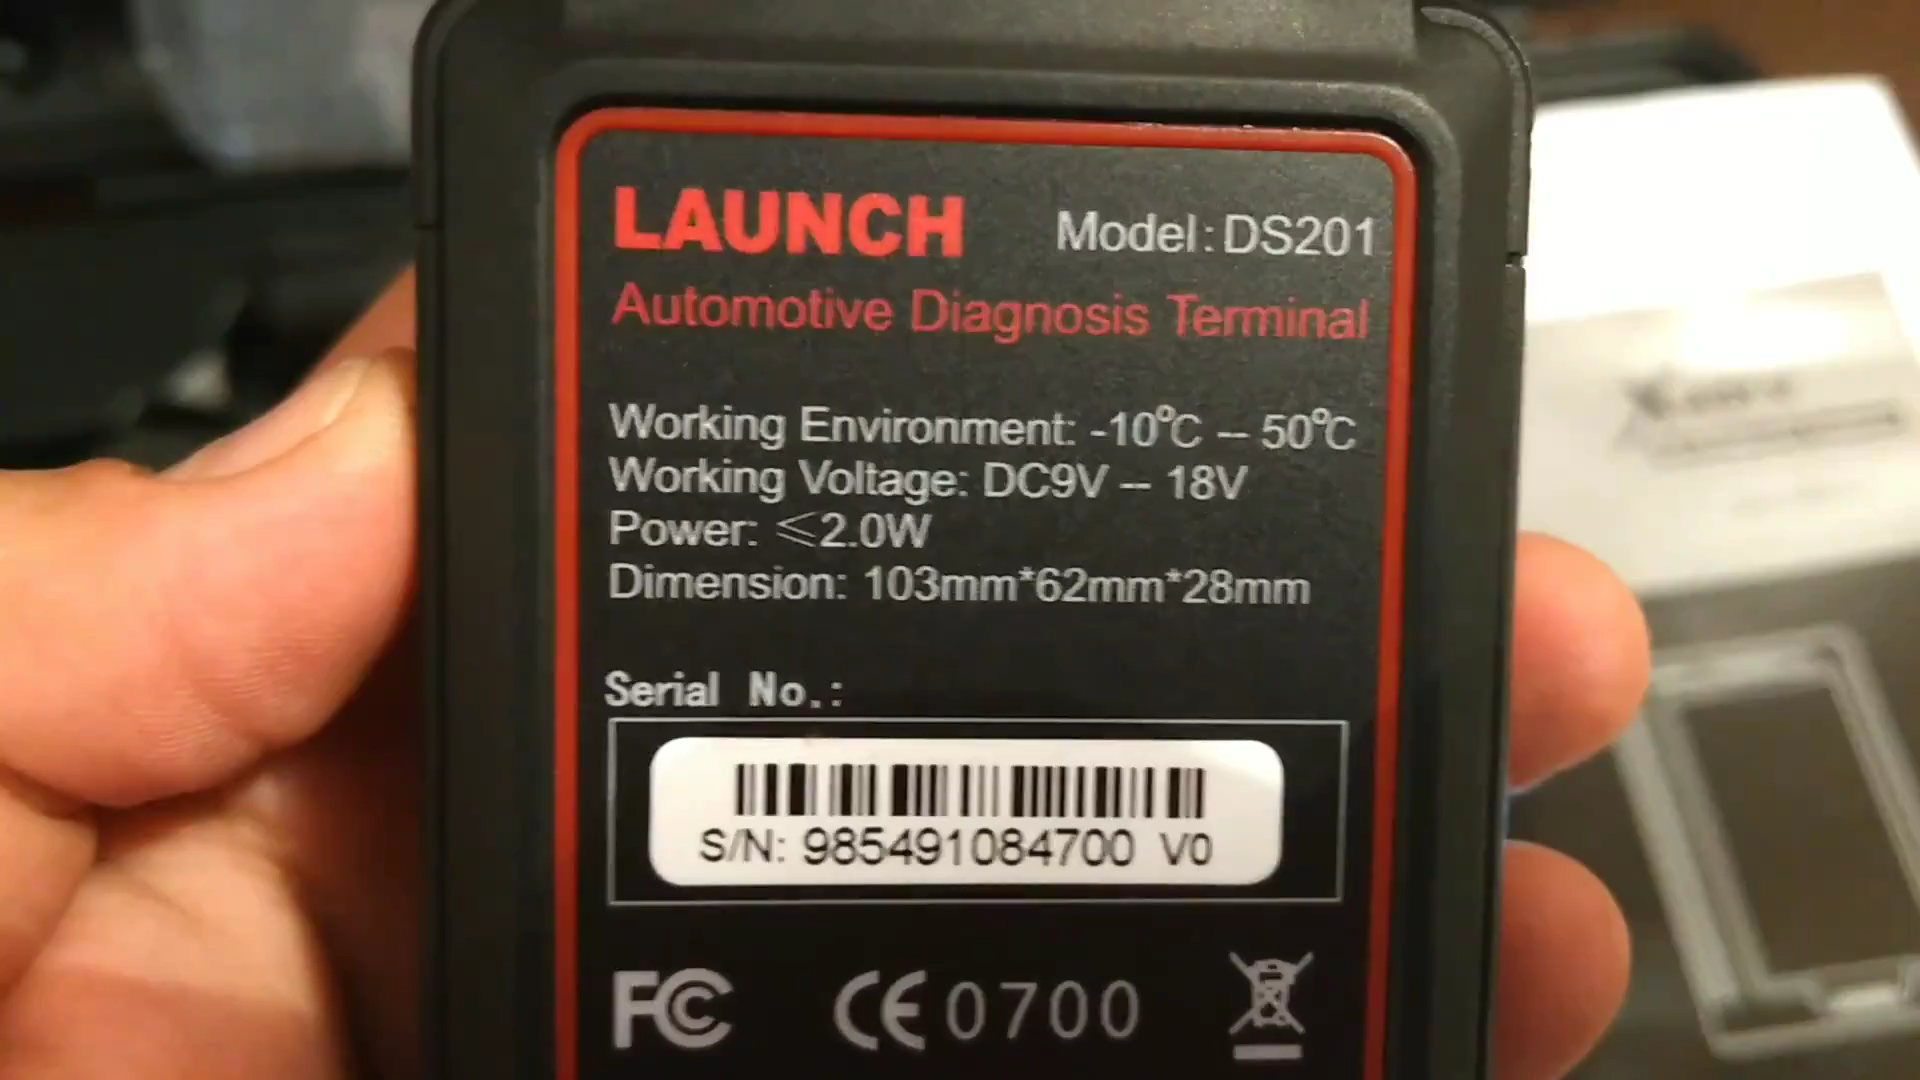 LAUNCH Model: DS201
Automotive Diagnosis Terminal
Working Environment: -10℃ – 50℃
Working Voltage: DC9V – 18V
Power: ≤2.0W
Dimension: 103mm*62mm*28mm
Serial No.:
S/N: 985491084700 V0
FC CE 0700